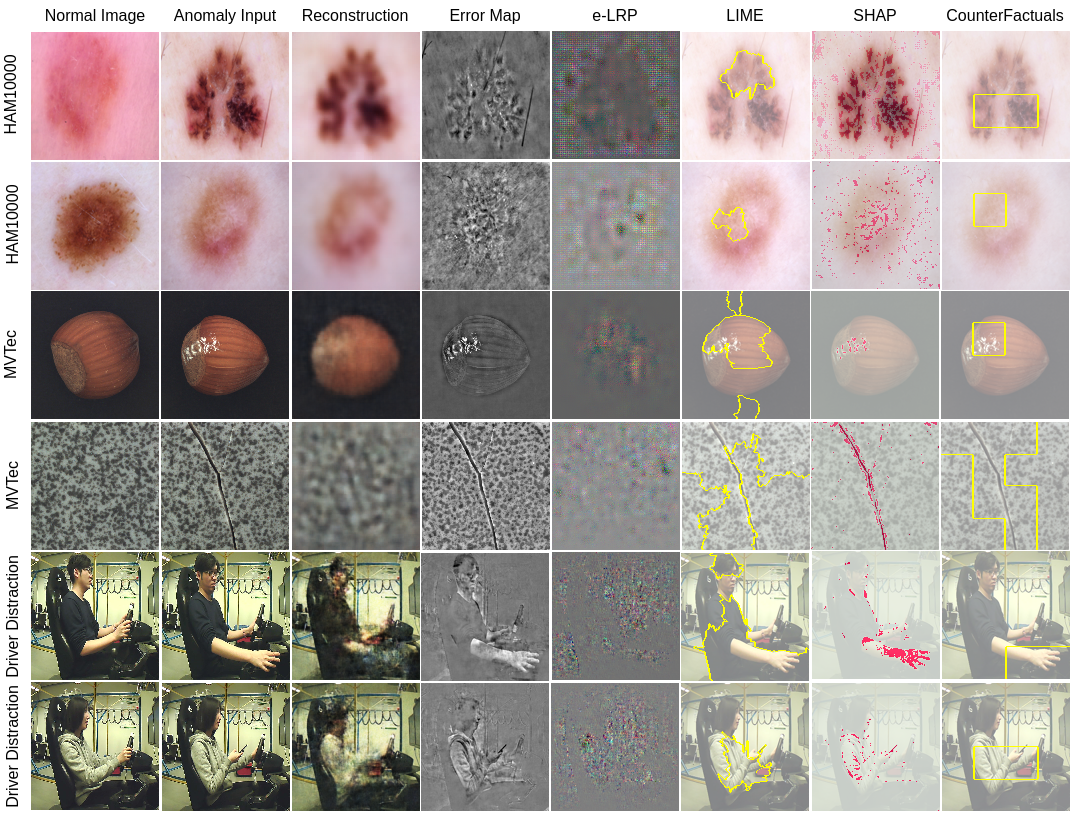 Normal Image Anomaly Input Reconstruction Error Map e-LRP LIME SHAP CounterFactuals
HAM10000
HAM10000
MVTec
MVTec
Driver Distraction
Driver Distraction